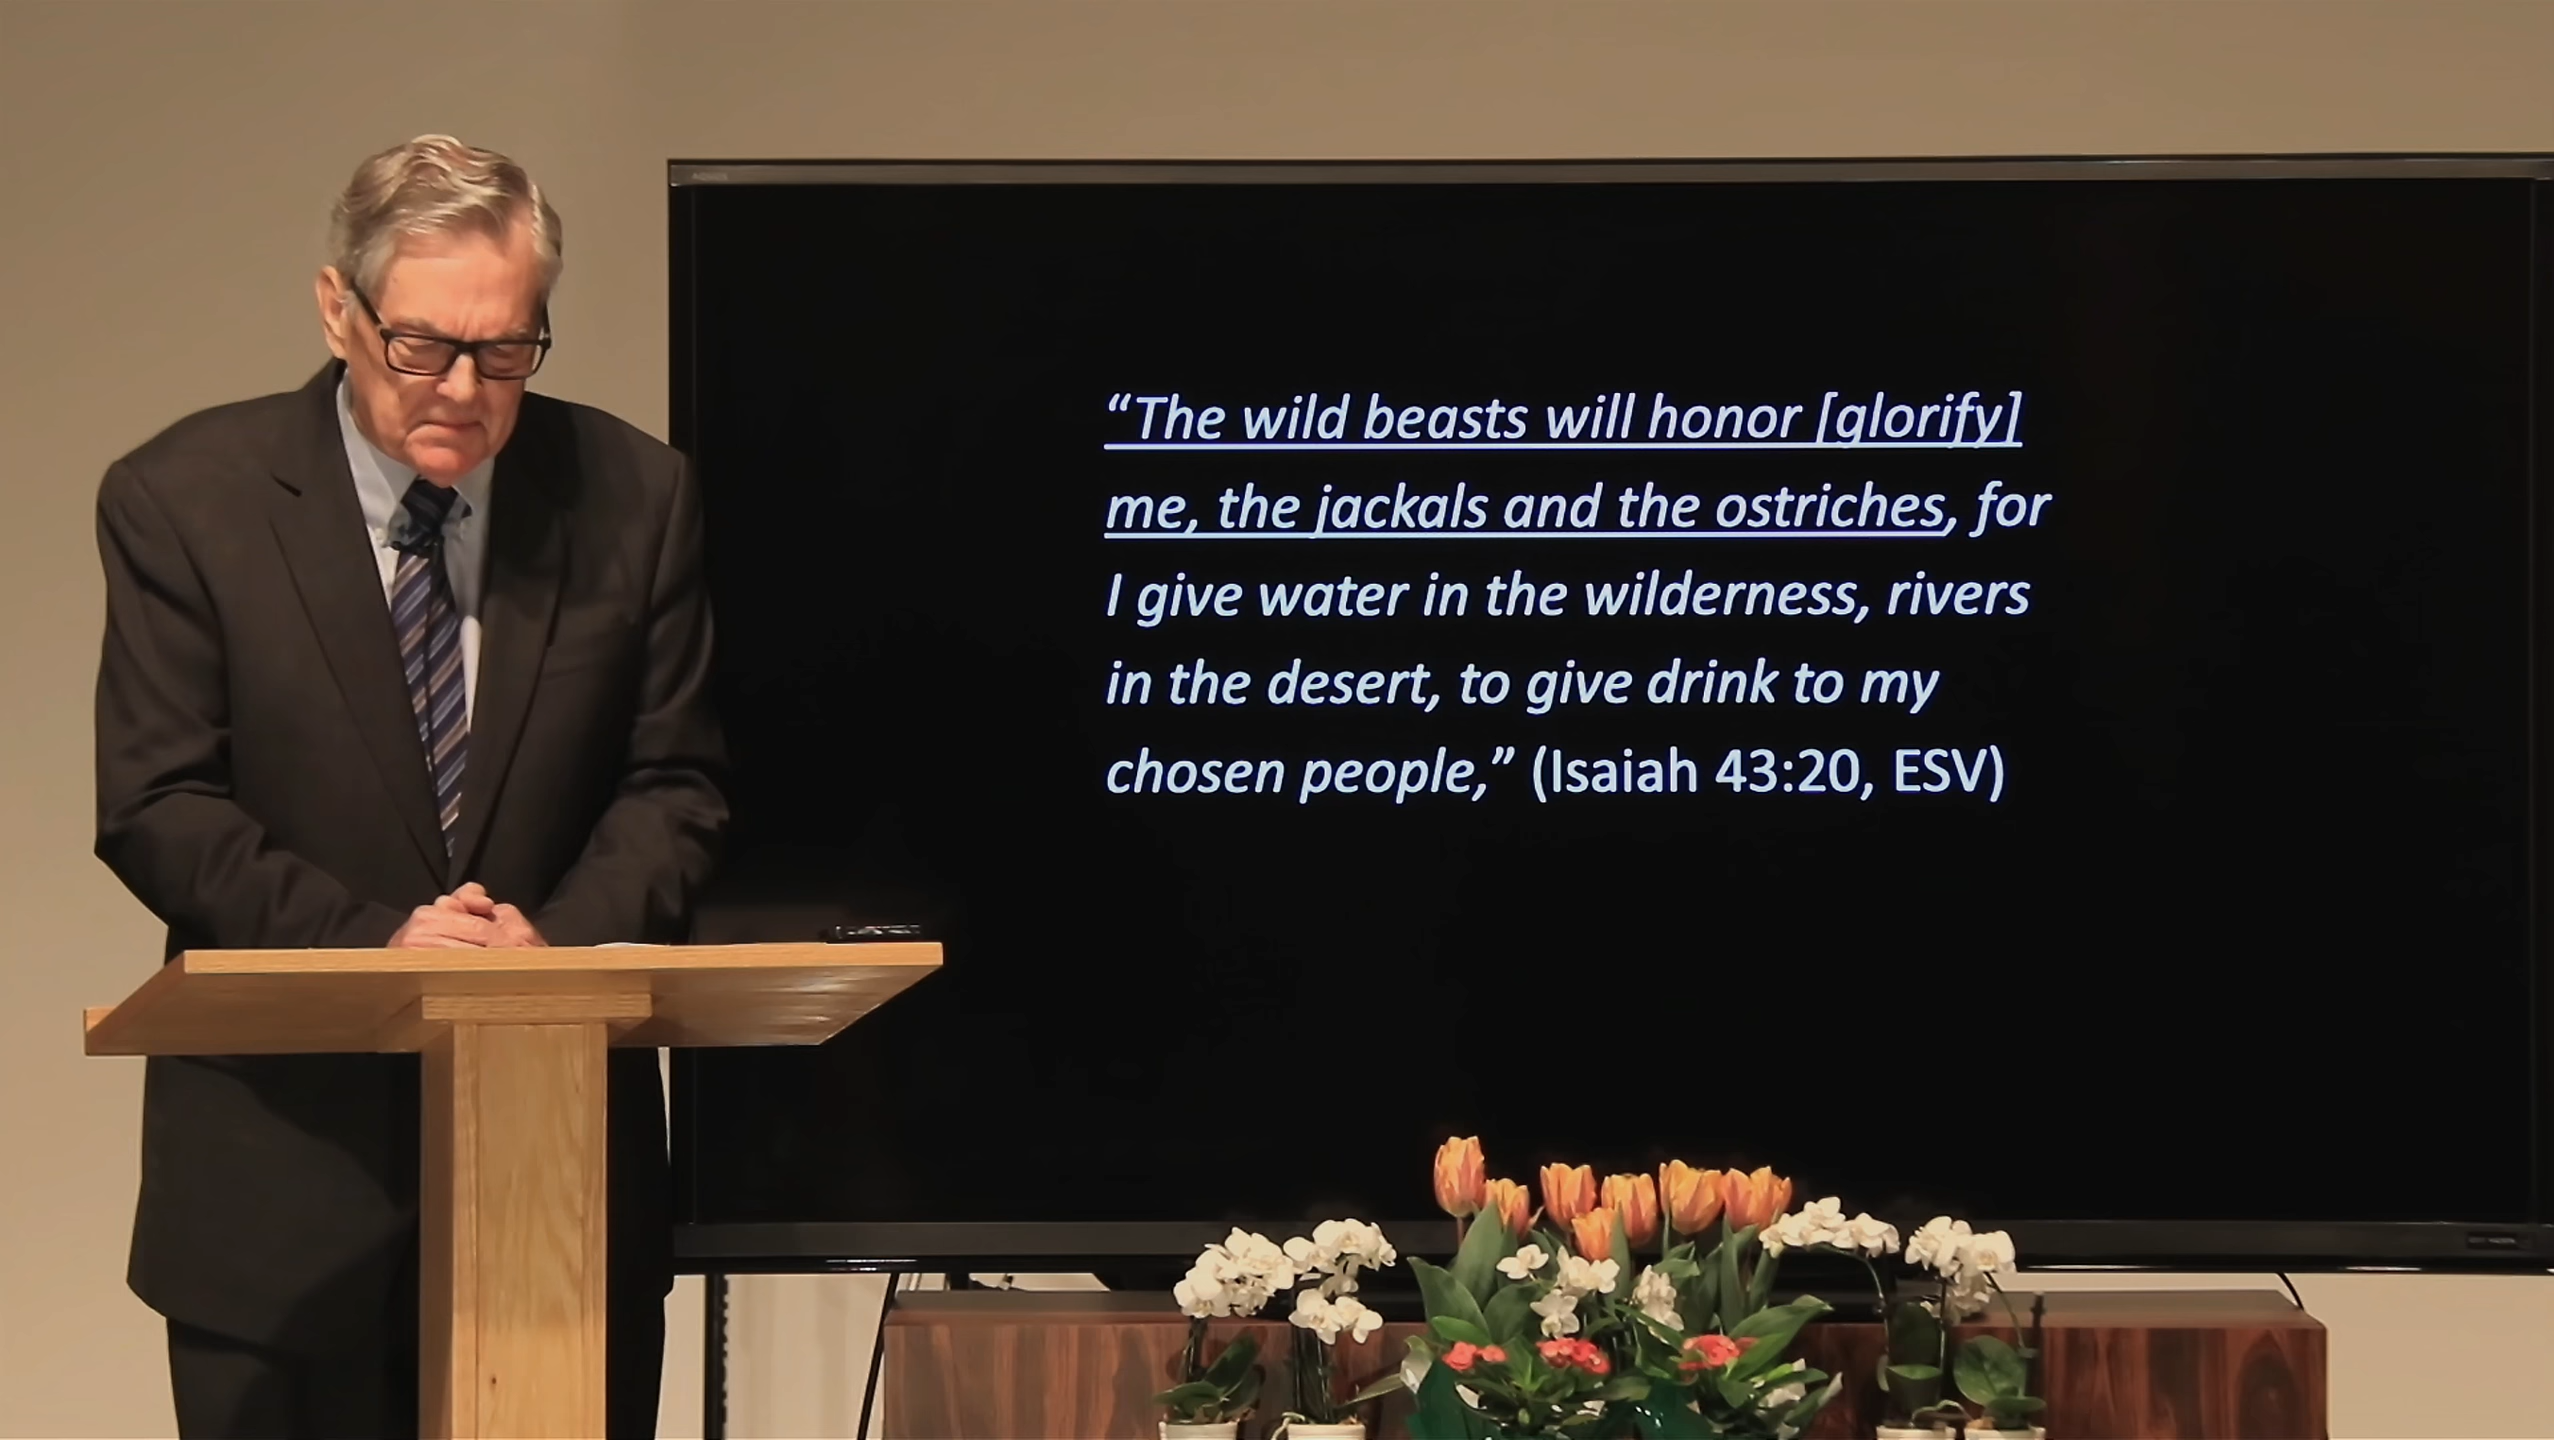 “The wild beasts will honor [glorify]
me, the jackals and the ostriches, for
I give water in the wilderness, rivers
in the desert, to give drink to my
chosen people,” (Isaiah 43:20, ESV)